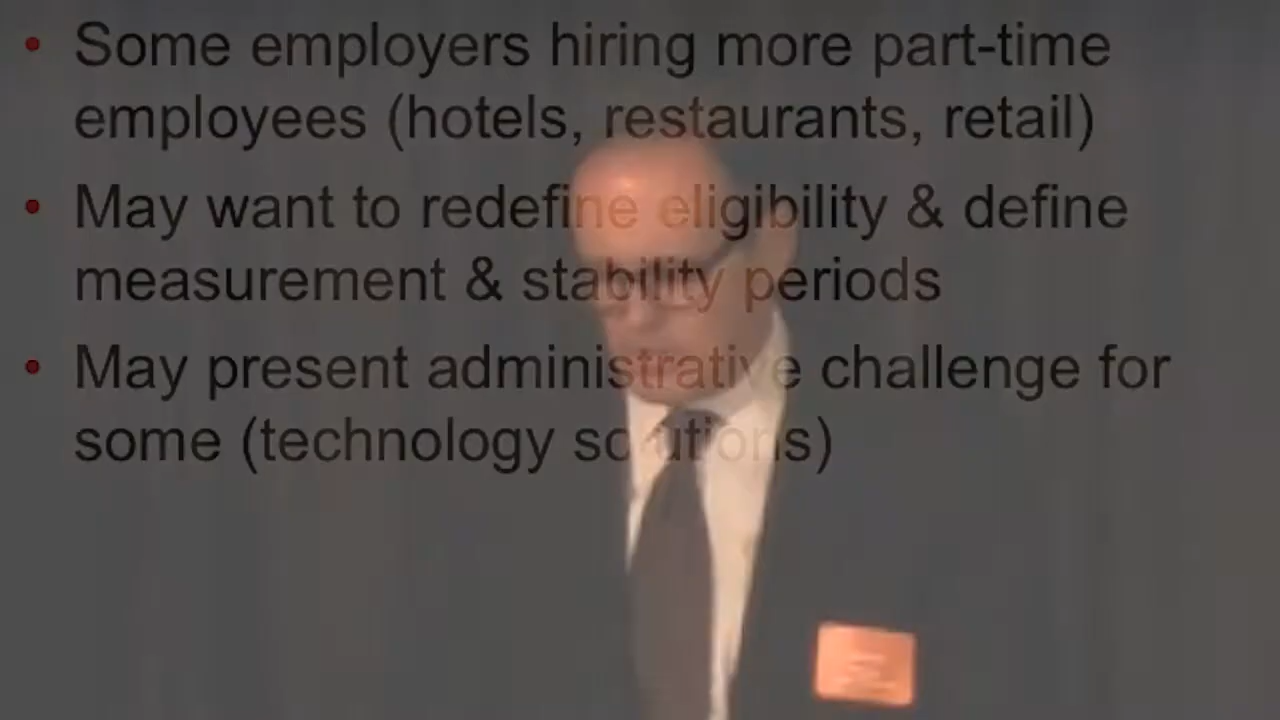 • Some employers hiring more part-time
employees (hotels, restaurants, retail)
• May want to redefine eligibility & define
measurement & stability periods
• May present administrative challenge for
some (technology solutions)